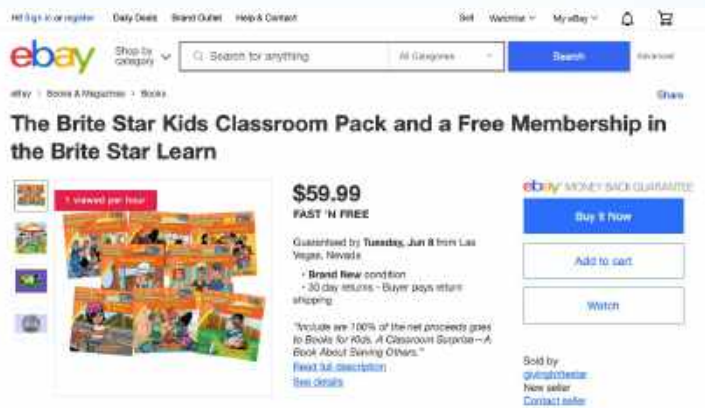 Hi! Sign in or register Daily Deals Brand Outlet Help & Contact Sell Watchlist My eBay
ebay Shop by category Search for anything All Categories Search Advanced
eBay > Books & Magazines > Books
Share
The Brite Star Kids Classroom Pack and a Free Membership in
the Brite Star Learn
1 viewed per hour
$59.99
FAST 'N FREE
Guaranteed by Tuesday, Jun 8 from Las
Vegas, Nevada
• Brand New condition
• 30 day returns - Buyer pays return
shipping
"Include are 100% of the net proceeds goes
to Books for Kids. A Classroom Surprise—A
Book About Serving Others."
Read full description
See details
ebay MONEY BACK GUARANTEE
Buy It Now
Add to cart
Watch
Sold by
New seller
Contact seller